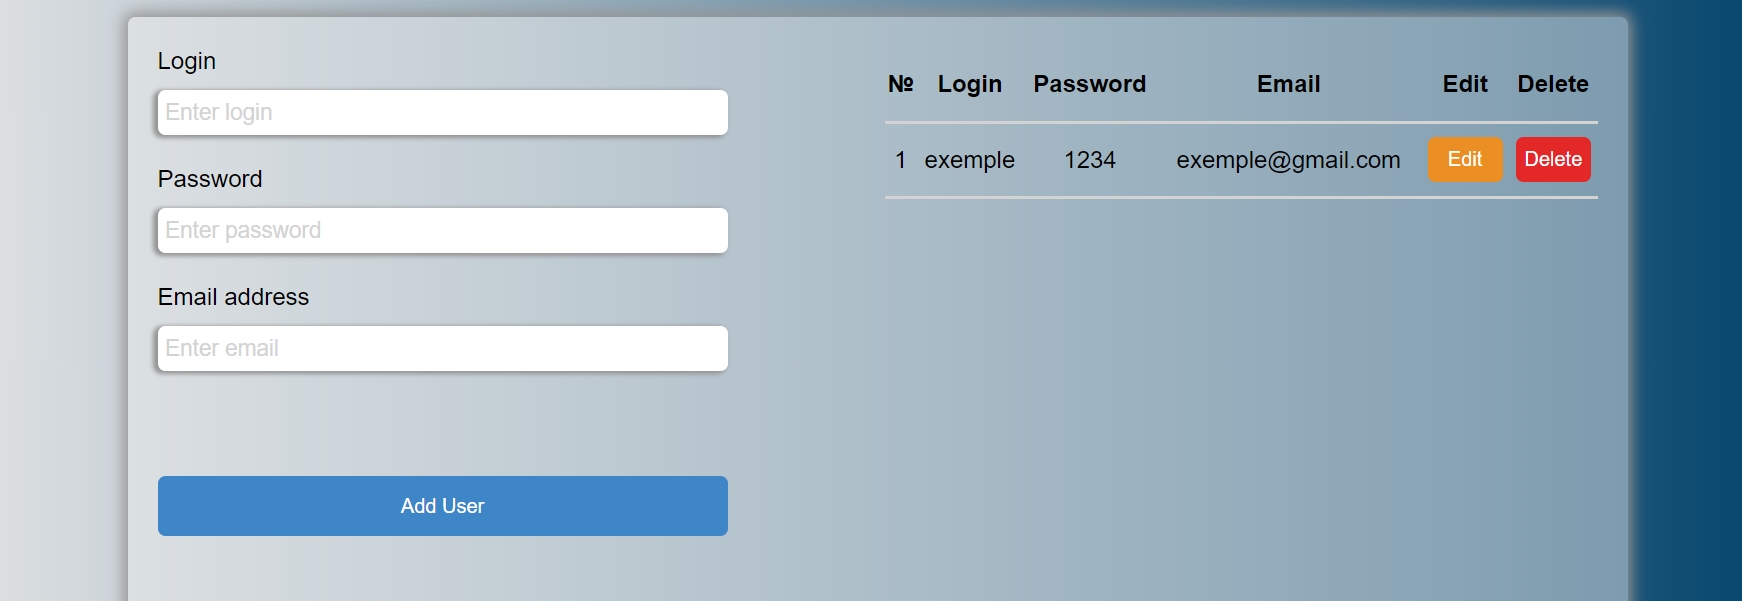 Login
Enter login
Password
Enter password
Email address
Enter email
Add User
№ Login Password Email Edit Delete
1 exemple 1234 exemple@gmail.com Edit Delete